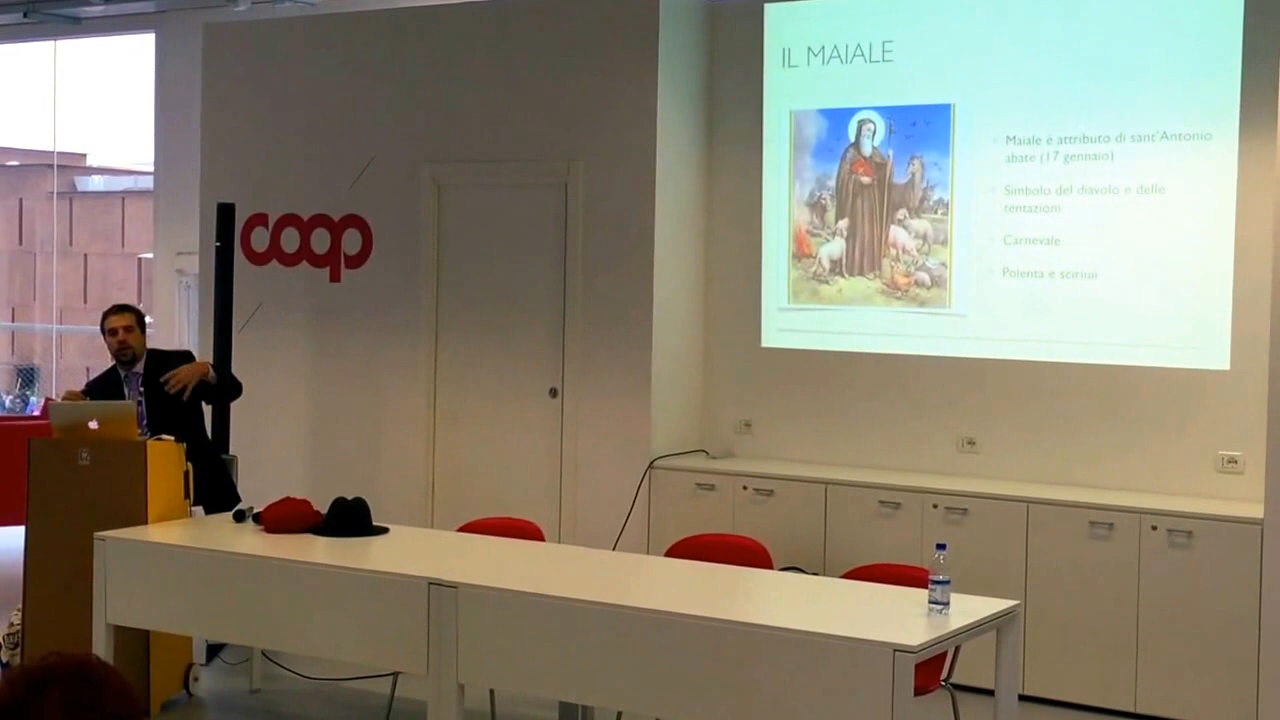 coop
IL MAIALE
Maiale è attributo di sant'Antonio
abate (17 gennaio)
Simbolo del diavolo e delle
tentazioni
Carnevale
Polenta e